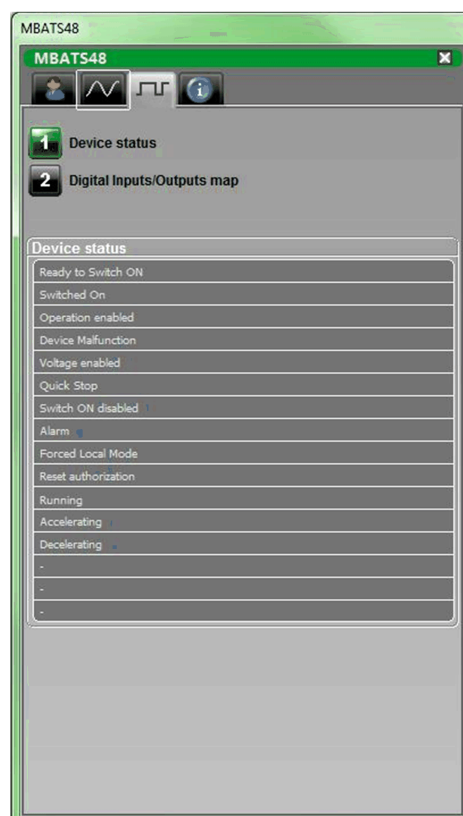 MBATS48
MBATS48
i
1 Device status
2 Digital Inputs/Outputs map
Device status
Ready to Switch ON
Switched On
Operation enabled
Device Malfunction
Voltage enabled
Quick Stop
Switch ON disabled
Alarm
Forced Local Mode
Reset authorization
Running
Accelerating
Decelerating
-
-
-